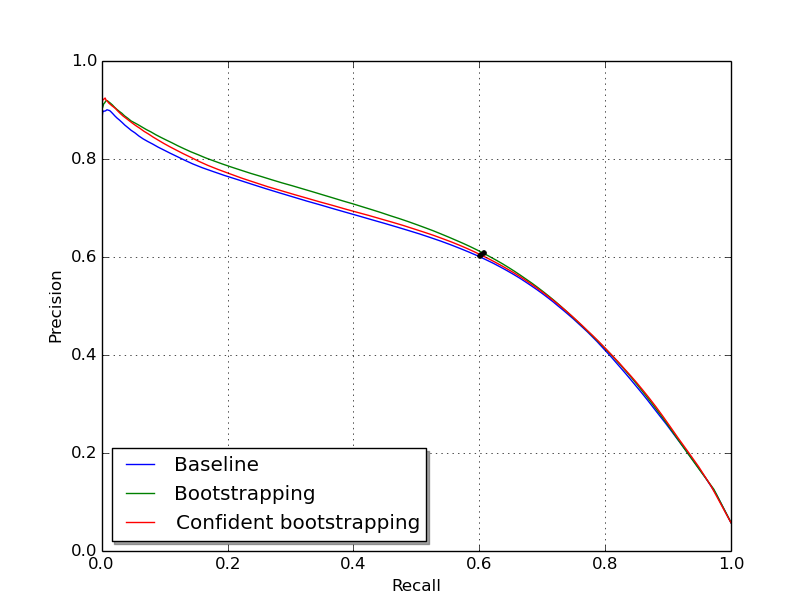 1.0
0.8
0.6
0.4
0.2
0.0
Precision
Baseline
Bootstrapping
Confident bootstrapping
0.0 0.2 0.4 0.6 0.8 1.0
Recall